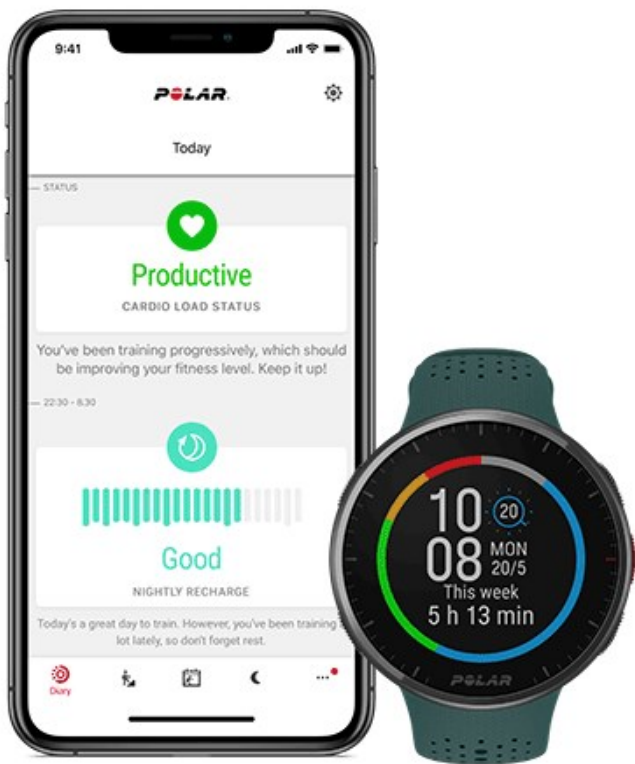 9:41
POLAR
Today
STATUS
Productive
CARDIO LOAD STATUS
You've been training progressively, which should
be improving your fitness level. Keep it up!
22:30 - 8.30
Good
NIGHTLY RECHARGE
Today's a great day to train. However, you've been training
lot lately, so don't forget rest.
Diary
10
20
08
MON
20/5
This week
5 h 13 min
POLAR